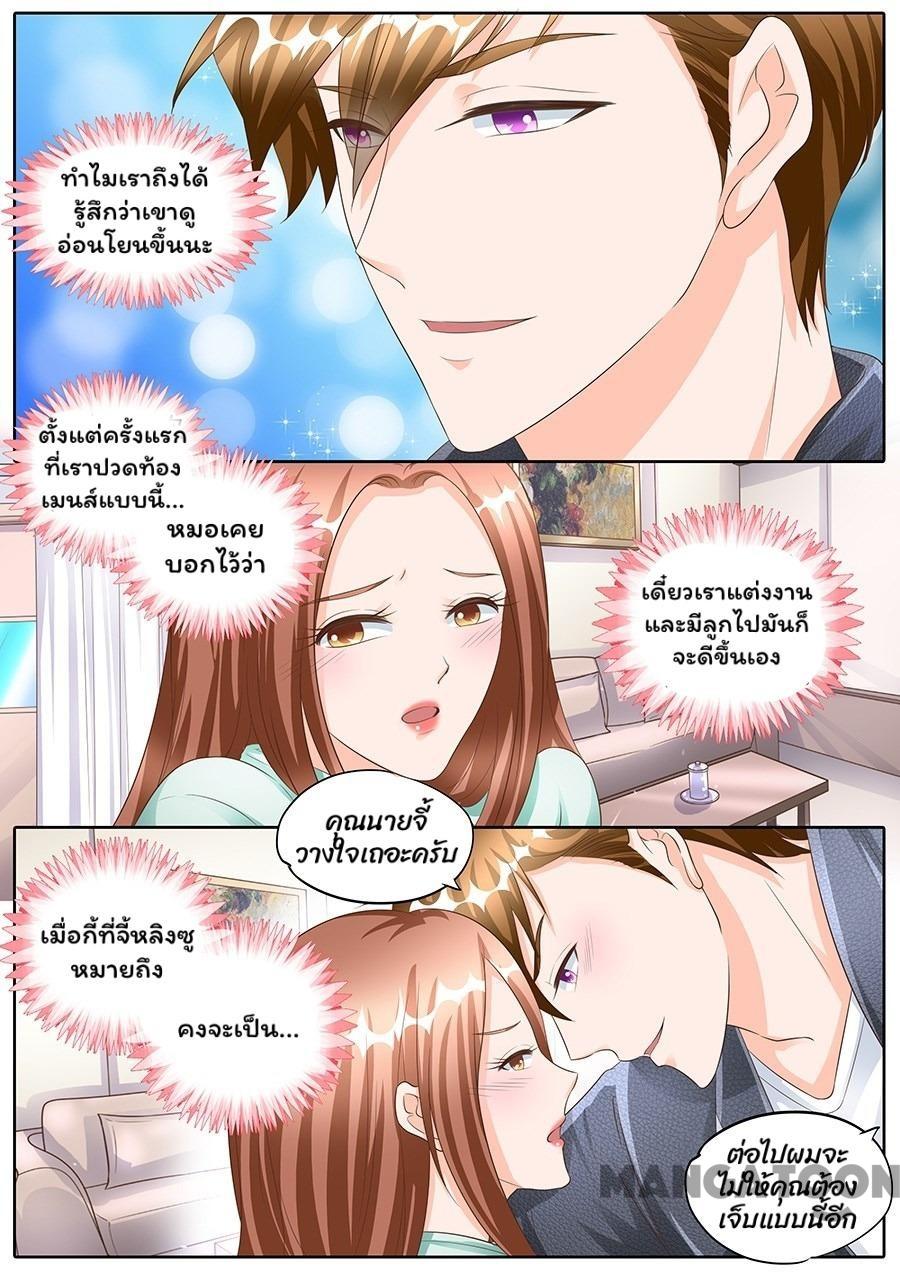 ทำไมเราถึงได้
รู้สึกว่าเขาดู
อ่อนโยนขึ้นนะ
ตั้งแต่ครั้งแรก
ที่เราปวดท้อง
เมนส์แบบนี้...
หมอเคย
บอกไว้ว่า
เดี๋ยวเราแต่งงาน
และมีลูกไปมันก็
จะดีขึ้นเอง
คุณนายจี้
วางใจเถอะครับ
เมื่อกี้ที่จี้หลิงซู
หมายถึง
คงจะเป็น...
ต่อไปผมจะ
ไม่ให้คุณต้อง
เจ็บแบบนี้อีก
MANGATOON